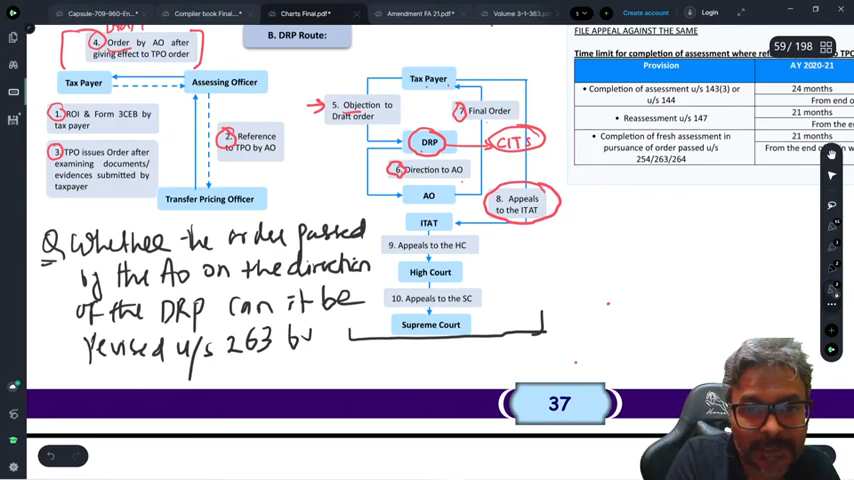 Capsule-709-960-En...
Compiler book Final...
Charts Final.pdf*
Amendment FA 21.pdf*
Volume 3-1-363.pdf*
Create account
Login
59 / 198
4. Order by AO after
giving effect to TPO order
B. DRP Route:
FILE APPEAL AGAINST THE SAME
Time limit for completion of assessment where
Tax Payer
Assessing Officer
1. ROI & Form 3CEB by
tax payer
2. Reference
to TPO by AO
3. TPO issues Order after
examining documents/
evidences submitted by
taxpayer
Transfer Pricing Officer
Tax Payer
5. Objection to
Draft order
7. Final Order
DRP
CITs
6. Direction to AO
AO
8. Appeals
to the ITAT
ITAT
9. Appeals to the HC
High Court
10. Appeals to the SC
Supreme Court
Provision
AY 2020-21
• Completion of assessment u/s 143(3) or
u/s 144
24 months
From end o
• Reassessment u/s 147
21 months
From the end
• Completion of fresh assessment in
pursuance of order passed u/s
254/263/264
21 months
From the end o
Q Whether the order passed
by the AO on the direction
of the DRP can it be
revised u/s 263 by
37